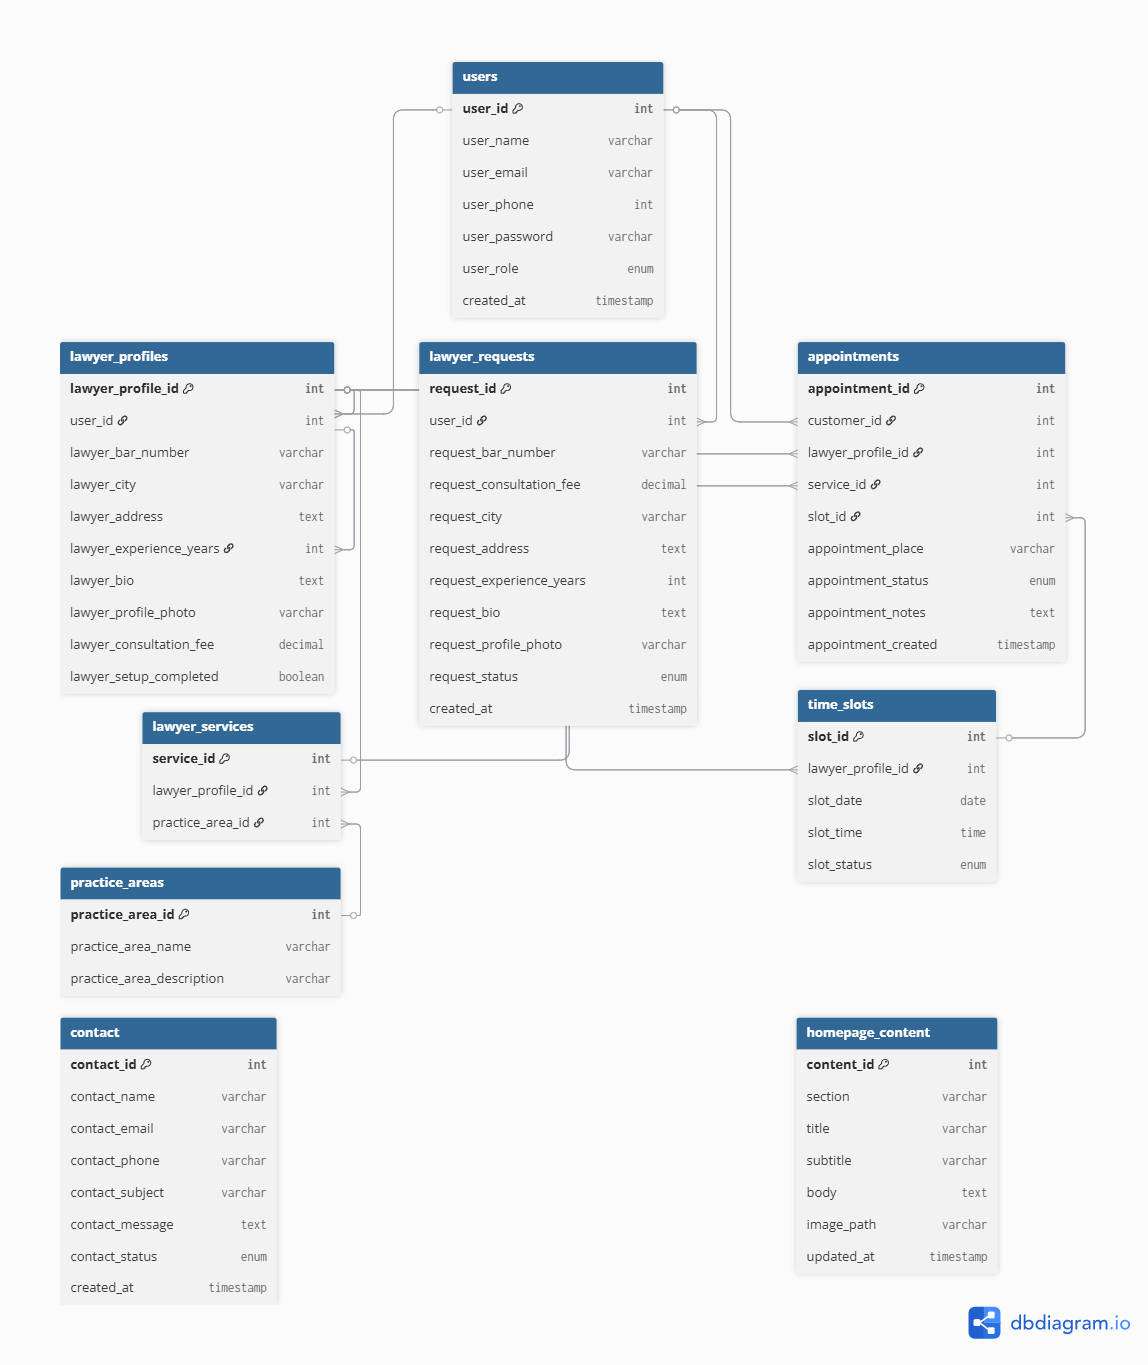 users
user_id int
user_name varchar
user_email varchar
user_phone int
user_password varchar
user_role enum
created_at timestamp
lawyer_profiles
lawyer_profile_id int
user_id int
lawyer_bar_number varchar
lawyer_city varchar
lawyer_address text
lawyer_experience_years int
lawyer_bio text
lawyer_profile_photo varchar
lawyer_consultation_fee decimal
lawyer_setup_completed boolean
lawyer_requests
request_id int
user_id int
request_bar_number varchar
request_consultation_fee decimal
request_city varchar
request_address text
request_experience_years int
request_bio text
request_profile_photo varchar
request_status enum
created_at timestamp
appointments
appointment_id int
customer_id int
lawyer_profile_id int
service_id int
slot_id int
appointment_place varchar
appointment_status enum
appointment_notes text
appointment_created timestamp
lawyer_services
service_id int
lawyer_profile_id int
practice_area_id int
time_slots
slot_id int
lawyer_profile_id int
slot_date date
slot_time time
slot_status enum
practice_areas
practice_area_id int
practice_area_name varchar
practice_area_description varchar
contact
contact_id int
contact_name varchar
contact_email varchar
contact_phone varchar
contact_subject varchar
contact_message text
contact_status enum
created_at timestamp
homepage_content
content_id int
section varchar
title varchar
subtitle varchar
body text
image_path varchar
updated_at timestamp
dbdiagram.io